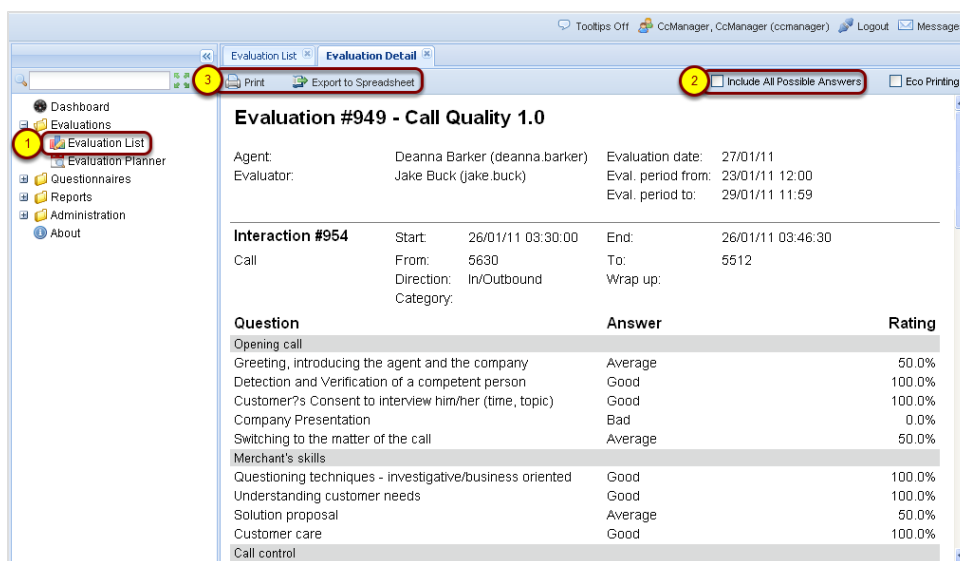 Tooltips Off CcManager, CcManager (ccmanager) Logout Message
Evaluation List Evaluation Detail
3 Print Export to Spreadsheet 2 Include All Possible Answers Eco Printing
Dashboard
Evaluations
1 Evaluation List
Evaluation Planner
Questionnaires
Reports
Administration
About
Evaluation #949 - Call Quality 1.0
Agent: Deanna Barker (deanna.barker) Evaluation date: 27/01/11
Evaluator: Jake Buck (jake.buck) Eval. period from: 23/01/11 12:00
Eval. period to: 29/01/11 11:59
Interaction #954 Start: 26/01/11 03:30:00 End: 26/01/11 03:46:30
Call From: 5630 To: 5512
Direction: In/Outbound Wrap up:
Category:
Question Answer Rating
Opening call
Greeting, introducing the agent and the company Average 50.0%
Detection and Verification of a competent person Good 100.0%
Customer?s Consent to interview him/her (time, topic) Good 100.0%
Company Presentation Bad 0.0%
Switching to the matter of the call Average 50.0%
Merchant's skills
Questioning techniques - investigative/business oriented Good 100.0%
Understanding customer needs Good 100.0%
Solution proposal Average 50.0%
Customer care Good 100.0%
Call control